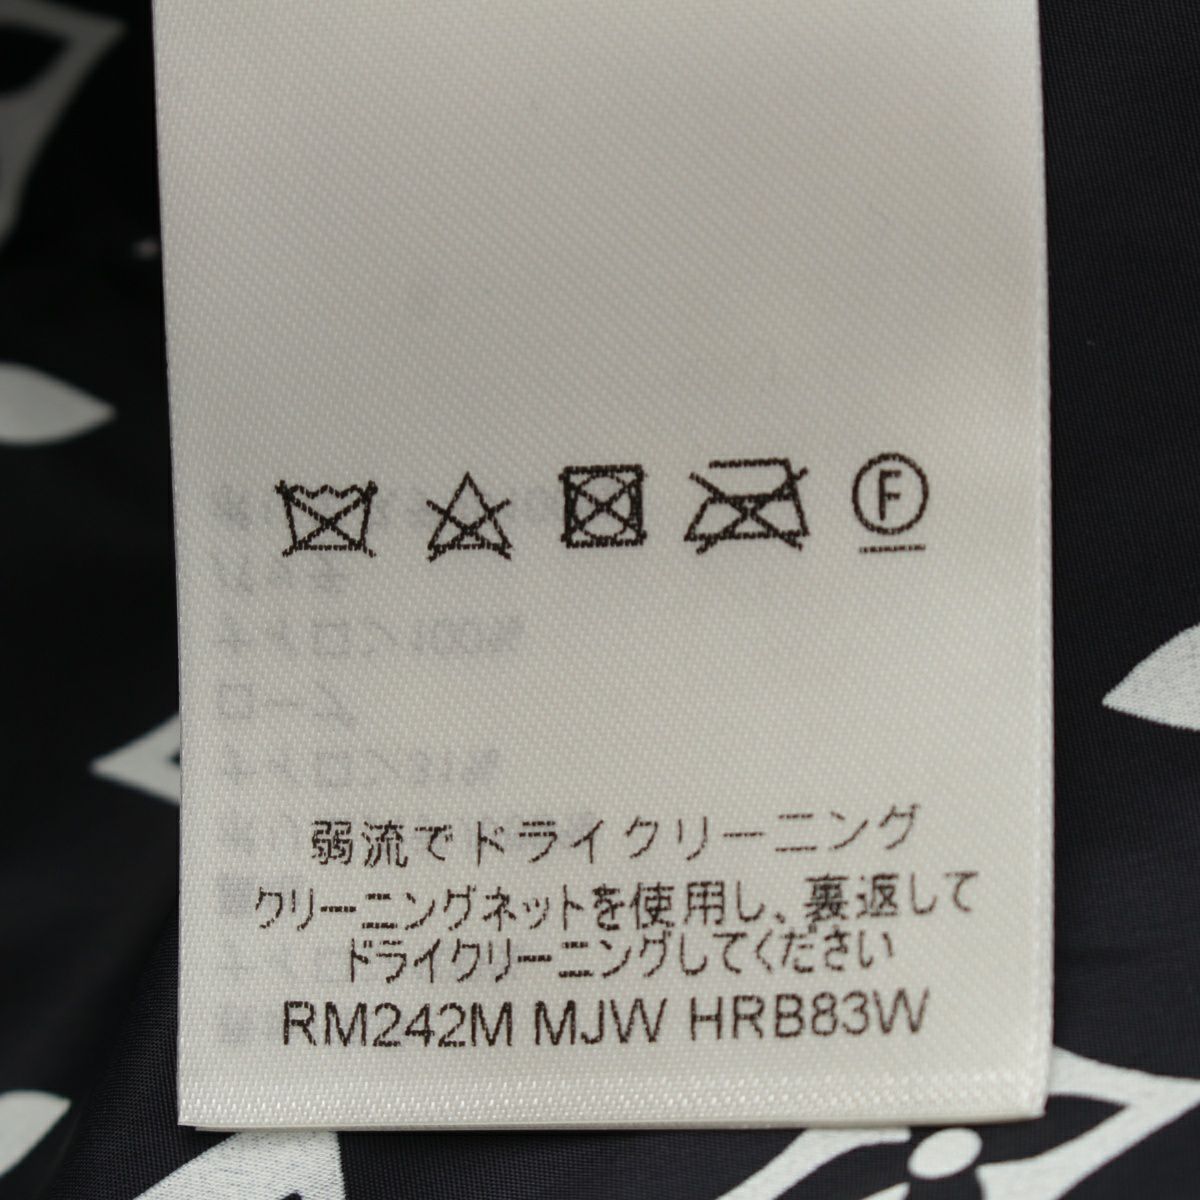 F
弱流でドライクリーニング
クリーニングネットを使用し、裏返して
ドライクリーニングしてください
RM242M MJW HRB83W